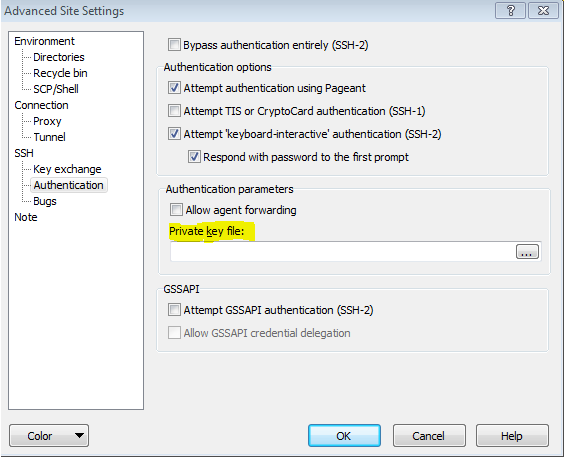 Advanced Site Settings
Environment
Directories
Recycle bin
SCP/Shell
Connection
Proxy
Tunnel
SSH
Key exchange
Authentication
Bugs
Note
Bypass authentication entirely (SSH-2)
Authentication options
Attempt authentication using Pageant
Attempt TIS or CryptoCard authentication (SSH-1)
Attempt 'keyboard-interactive' authentication (SSH-2)
Respond with password to the first prompt
Authentication parameters
Allow agent forwarding
Private key file:
...
GSSAPI
Attempt GSSAPI authentication (SSH-2)
Allow GSSAPI credential delegation
Color
OK
Cancel
Help